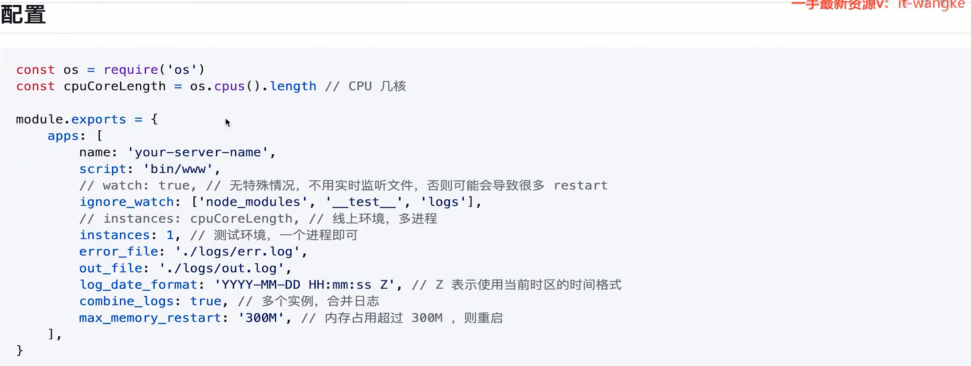 一手最新资源v：it-wangke
配置
const os = require('os')
const cpuCoreLength = os.cpus().length // CPU 几核
module.exports = {
apps: [
name: 'your-server-name',
script: 'bin/www',
// watch: true, // 无特殊情况，不用实时监听文件，否则可能会导致很多 restart
ignore_watch: ['node_modules', '__test__', 'logs'],
// instances: cpuCoreLength, // 线上环境，多进程
instances: 1, // 测试环境，一个进程即可
error_file: './logs/err.log',
out_file: './logs/out.log',
log_date_format: 'YYYY-MM-DD HH:mm:ss Z', // Z 表示使用当前时区的时间格式
combine_logs: true, // 多个实例，合并日志
max_memory_restart: '300M', // 内存占用超过 300M ，则重启
],
}